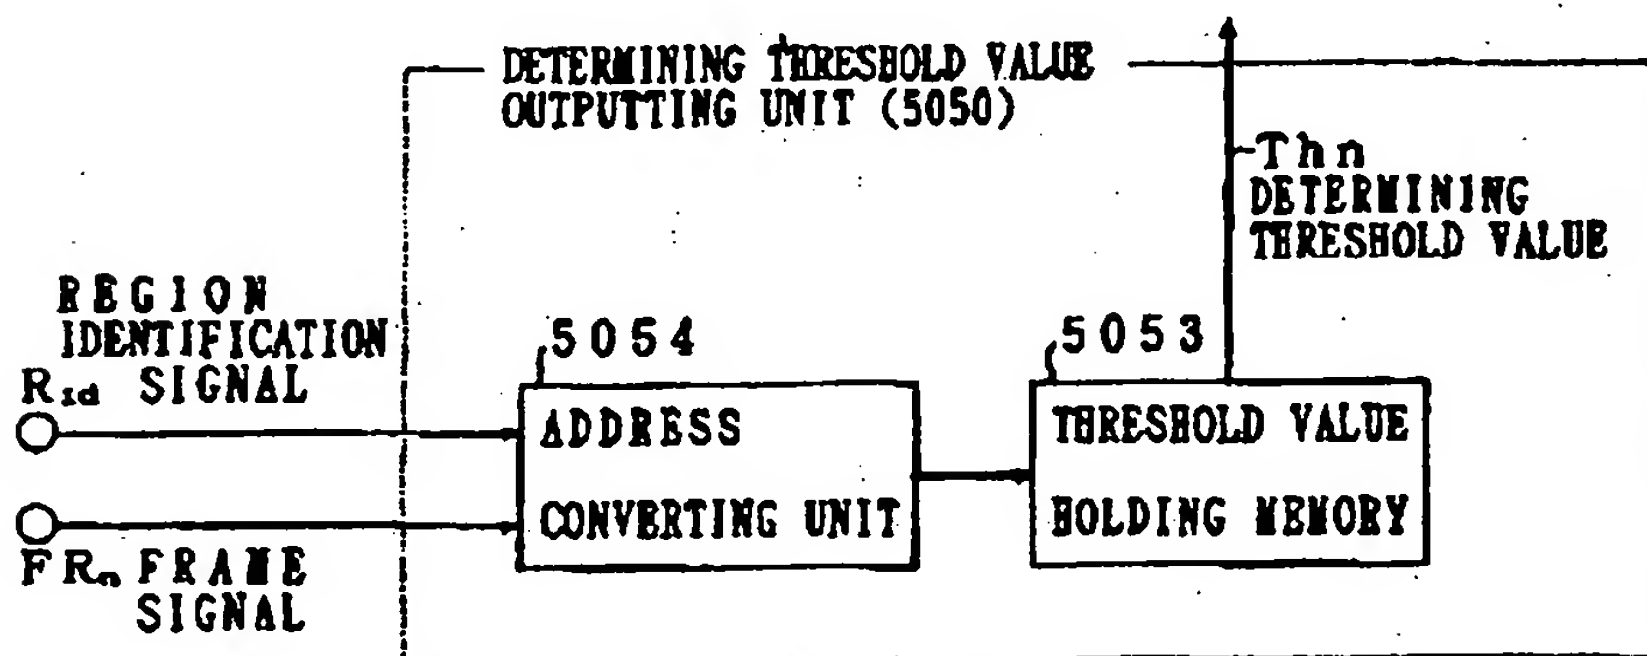 DETERMINING THRESHOLD VALUE
OUTPUTTING UNIT (5050)
Thn
DETERMINING
THRESHOLD VALUE
REGION
IDENTIFICATION
Rid SIGNAL
5054
5053
ADDRESS
CONVERTING UNIT
THRESHOLD VALUE
HOLDING MEMORY
FRn FRAME
SIGNAL